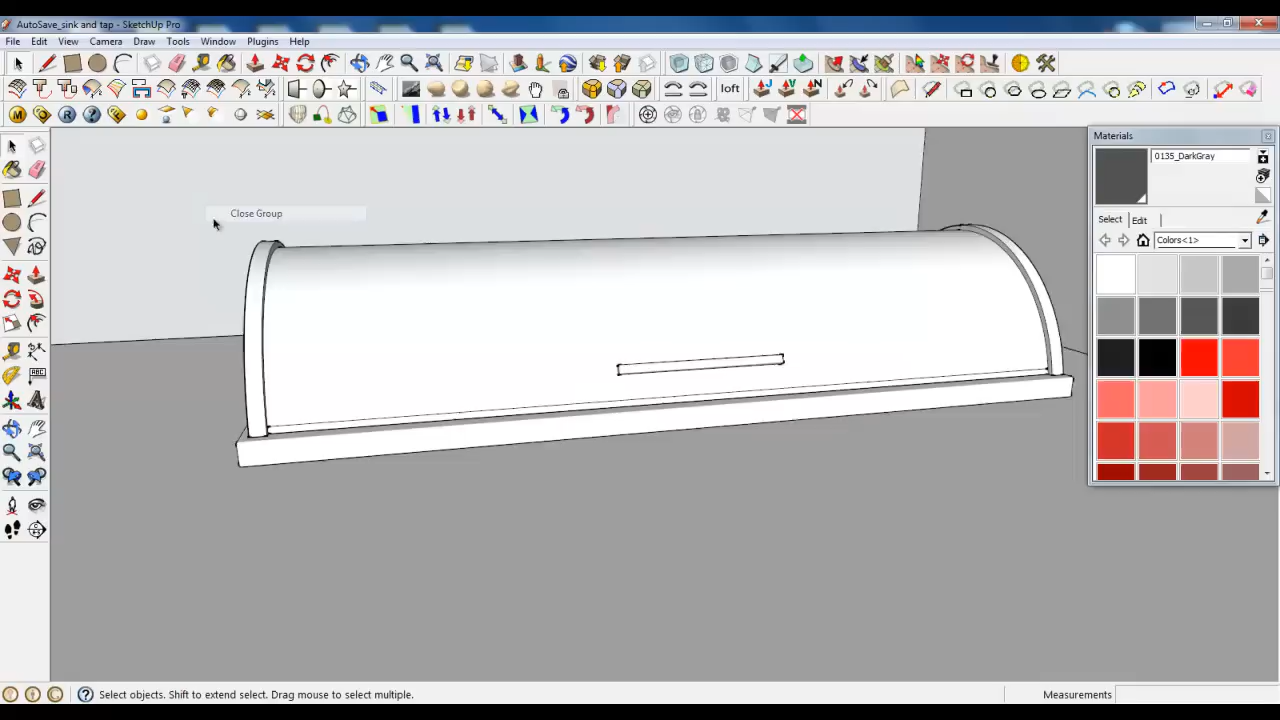 AutoSave_sink and tap - SketchUp Pro
File Edit View Camera Draw Tools Window Plugins Help
loft
Materials
0135_DarkGray
Select Edit
Colors<1>
Close Group
ABC
Select objects. Shift to extend select. Drag mouse to select multiple.
Measurements